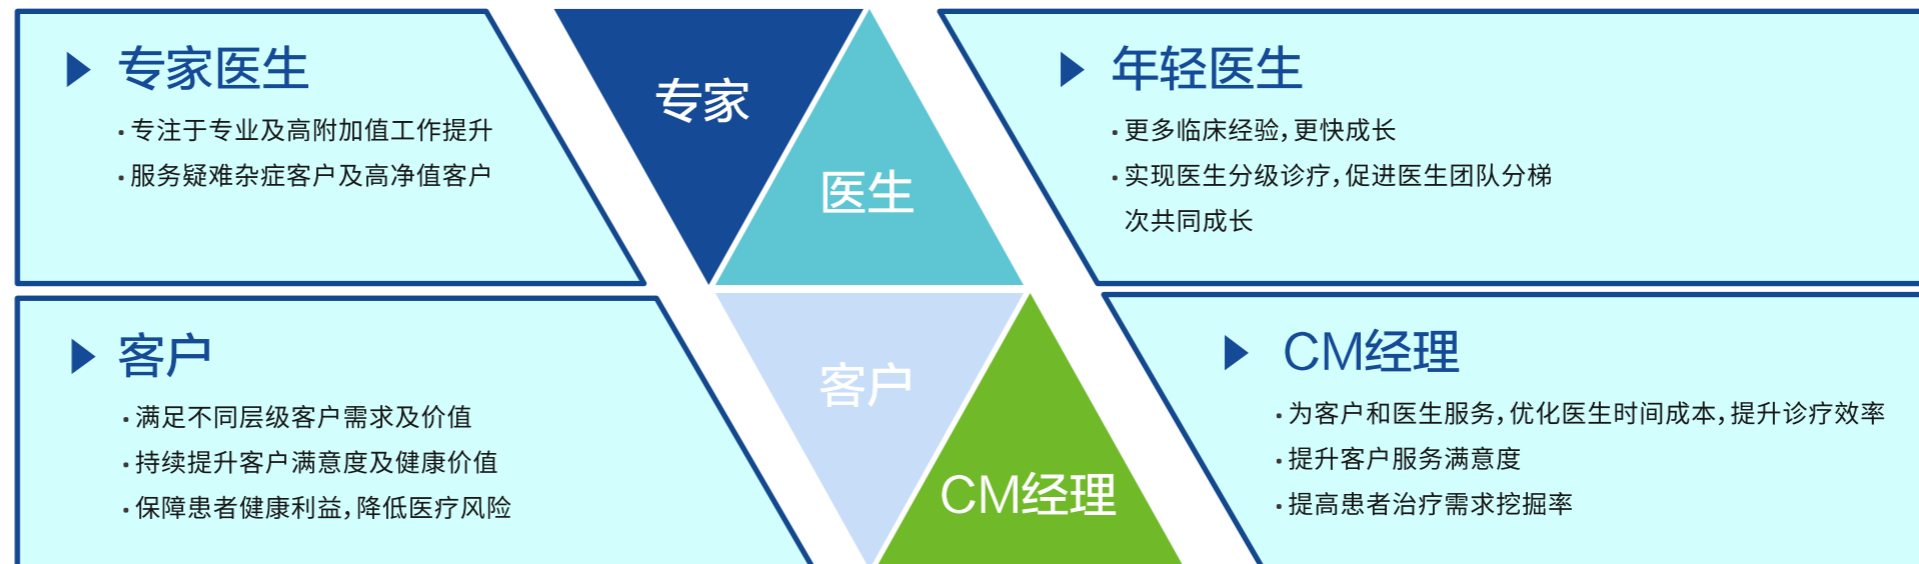 专家医生
·专注于专业及高附加值工作提升
·服务疑难杂症客户及高净值客户
专家
医生
年轻医生
·更多临床经验,更快成长
·实现医生分级诊疗,促进医生团队分梯
次共同成长
客户
·满足不同层级客户需求及价值
·持续提升客户满意度及健康价值
·保障患者健康利益,降低医疗风险
客户
CM经理
CM经理
·为客户和医生服务,优化医生时间成本,提升诊疗效率
·提升客户服务满意度
·提高患者治疗需求挖掘率